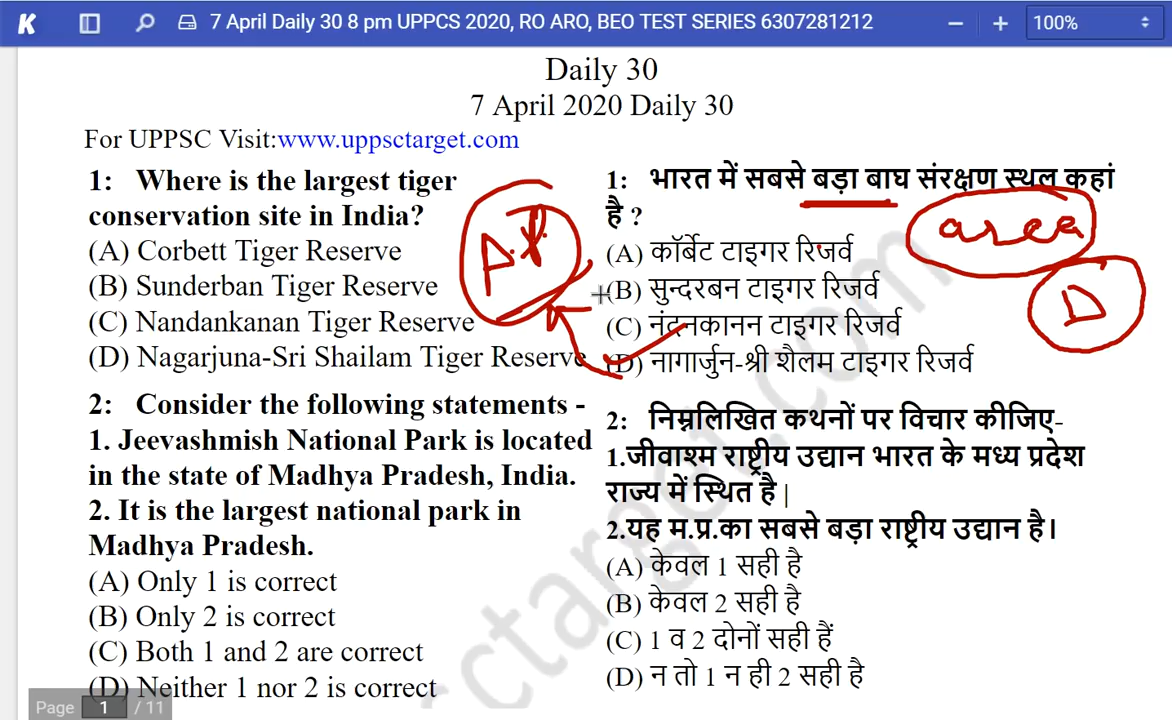 7 April Daily 30 8 pm UPPCS 2020, RO ARO, BEO TEST SERIES 6307281212
100%
Daily 30
7 April 2020 Daily 30
For UPPSC Visit:www.uppsctarget.com
1: Where is the largest tiger
conservation site in India?
(A) Corbett Tiger Reserve
(B) Sunderban Tiger Reserve
(C) Nandankanan Tiger Reserve
(D) Nagarjuna-Sri Shailam Tiger Reserve
2: Consider the following statements -
1. Jeevashmish National Park is located
in the state of Madhya Pradesh, India.
2. It is the largest national park in
Madhya Pradesh.
(A) Only 1 is correct
(B) Only 2 is correct
(C) Both 1 and 2 are correct
(D) Neither 1 nor 2 is correct
1: भारत में सबसे बड़ा बाघ संरक्षण स्थल कहां
है ?
(A) कॉर्बेट टाइगर रिजर्व
(B) सुन्दरबन टाइगर रिजर्व
(C) नंदनकानन टाइगर रिजर्व
(D) नागार्जुन-श्री शैलम टाइगर रिजर्व
area
D
2: निम्नलिखित कथनों पर विचार कीजिए-
1.जीवाश्म राष्ट्रीय उद्यान भारत के मध्य प्रदेश
राज्य में स्थित है|
2.यह म.प्र.का सबसे बड़ा राष्ट्रीय उद्यान है।
(A) केवल 1 सही है
(B) केवल 2 सही है
(C) 1 व 2 दोनों सही हैं
(D) न तो 1 न ही 2 सही है
Page 1 / 11
ctarget.com